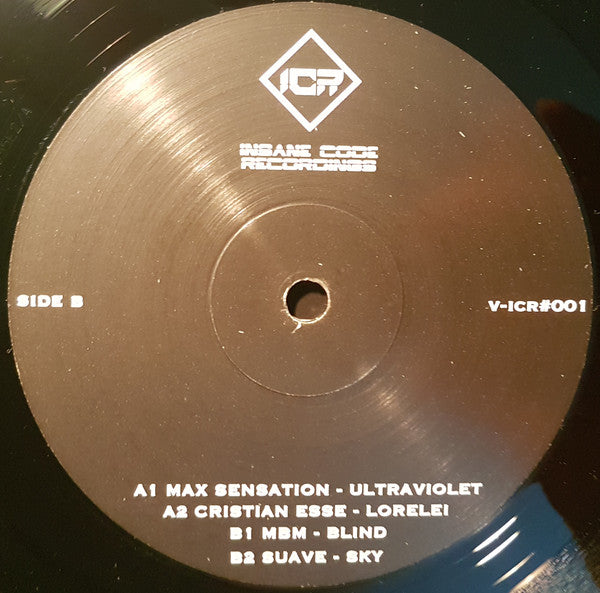 ICR
INSANE CODE
RECORDINGS
SIDE B
V-ICR#001
A1 MAX SENSATION - ULTRAVIOLET
A2 CRISTIAN ESSE - LORELEI
B1 MBM - BLIND
B2 SUAVE - SKY